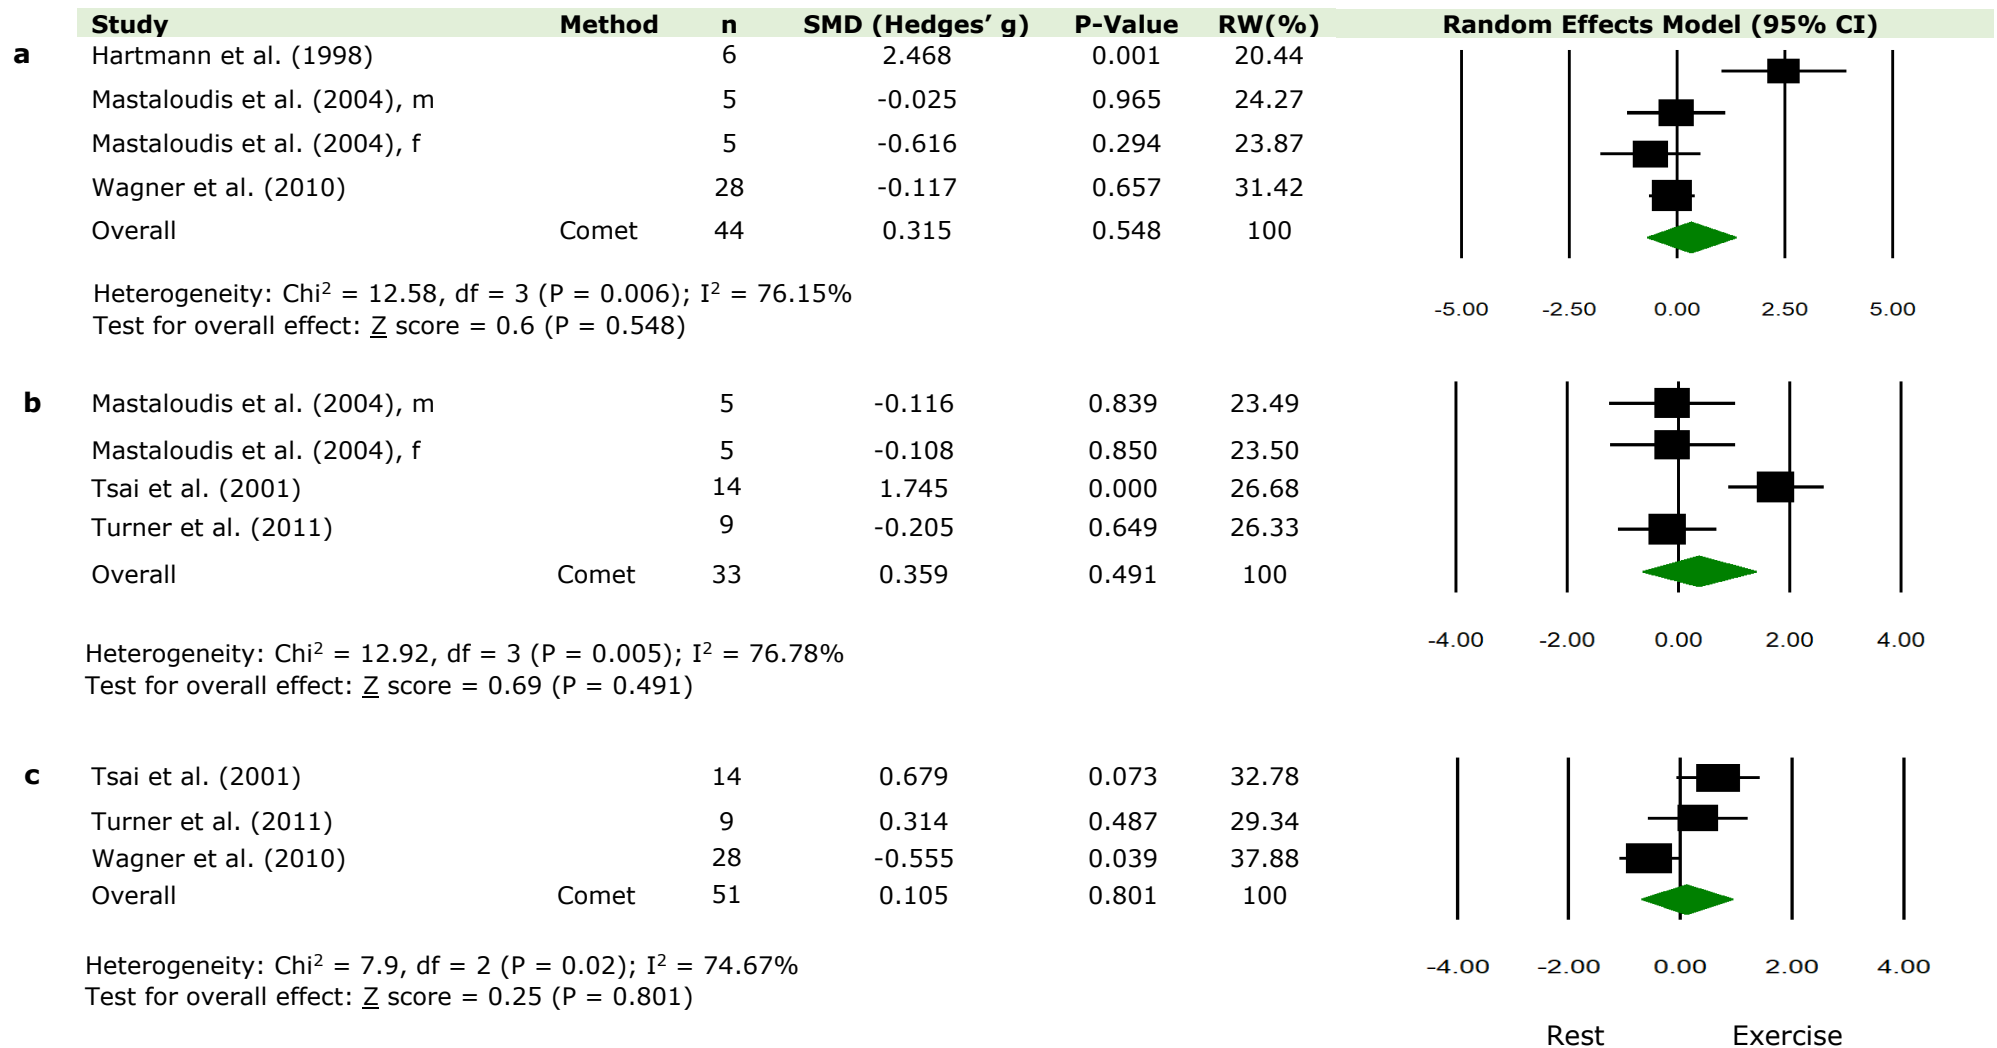 Study Method n SMD (Hedges’ g) P-Value RW(%) Random Effects Model (95% CI)
a Hartmann et al. (1998) 6 2.468 0.001 20.44
Mastaloudis et al. (2004), m 5 -0.025 0.965 24.27
Mastaloudis et al. (2004), f 5 -0.616 0.294 23.87
Wagner et al. (2010) 28 -0.117 0.657 31.42
Overall Comet 44 0.315 0.548 100
Heterogeneity: Chi² = 12.58, df = 3 (P = 0.006); I² = 76.15%
-5.00 -2.50 0.00 2.50 5.00
Test for overall effect: Z score = 0.6 (P = 0.548)
b Mastaloudis et al. (2004), m 5 -0.116 0.839 23.49
Mastaloudis et al. (2004), f 5 -0.108 0.850 23.50
Tsai et al. (2001) 14 1.745 0.000 26.68
Turner et al. (2011) 9 -0.205 0.649 26.33
Overall Comet 33 0.359 0.491 100
-4.00 -2.00 0.00 2.00 4.00
Heterogeneity: Chi² = 12.92, df = 3 (P = 0.005); I² = 76.78%
Test for overall effect: Z score = 0.69 (P = 0.491)
c Tsai et al. (2001) 14 0.679 0.073 32.78
Turner et al. (2011) 9 0.314 0.487 29.34
Wagner et al. (2010) 28 -0.555 0.039 37.88
Overall Comet 51 0.105 0.801 100
Heterogeneity: Chi² = 7.9, df = 2 (P = 0.02); I² = 74.67%
-4.00 -2.00 0.00 2.00 4.00
Test for overall effect: Z score = 0.25 (P = 0.801)
Rest Exercise